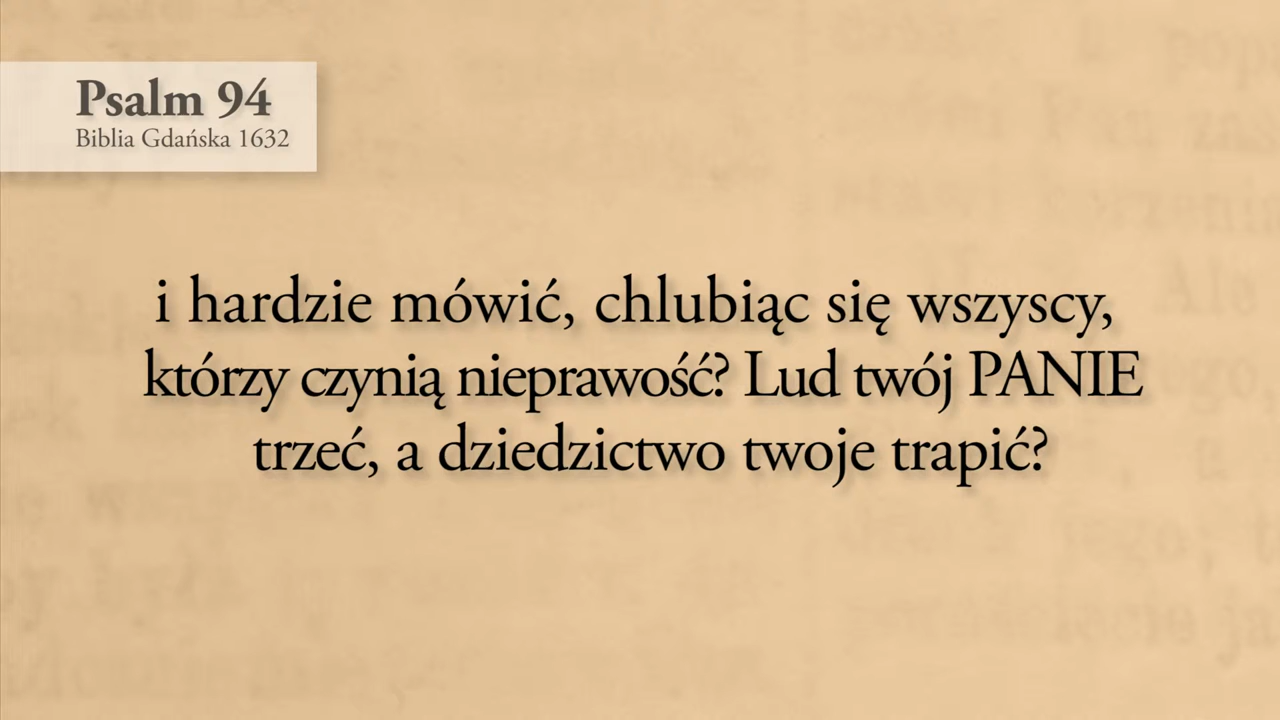 Psalm 94
Biblia Gdańska 1632
i hardzie mówić, chlubiąc się wszyscy,
którzy czynią nieprawość? Lud twój PANIE
trzeć, a dziedzictwo twoje trapić?